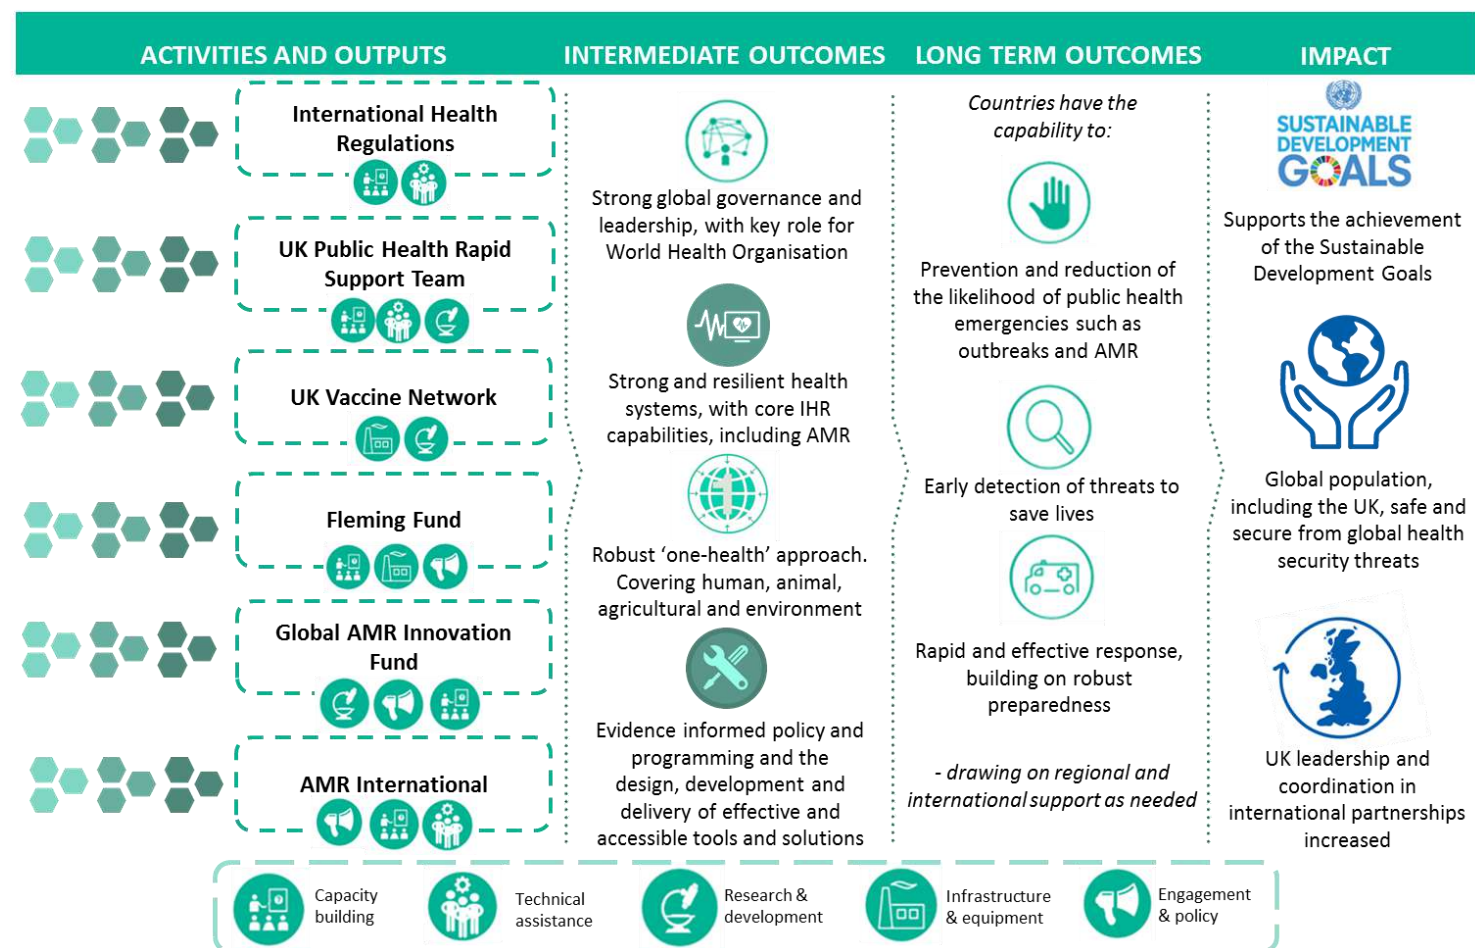 ACTIVITIES AND OUTPUTS
INTERMEDIATE OUTCOMES
LONG TERM OUTCOMES
IMPACT
International Health
Regulations
UK Public Health Rapid
Support Team
UK Vaccine Network
Fleming Fund
Global AMR Innovation
Fund
AMR International
Strong global governance and
leadership, with key role for
World Health Organisation
Strong and resilient health
systems, with core IHR
capabilities, including AMR
1
Robust ‘one-health’ approach.
Covering human, animal,
agricultural and environment
Evidence informed policy and
programming and the
design, development and
delivery of effective and
accessible tools and solutions
Countries have the
capability to:
Prevention and reduction of
the likelihood of public health
emergencies such as
outbreaks and AMR
Early detection of threats to
save lives
Rapid and effective response,
building on robust
preparedness
- drawing on regional and
international support as needed
SUSTAINABLE
DEVELOPMENT
GOALS
Supports the achievement
of the Sustainable
Development Goals
Global population,
including the UK, safe and
secure from global health
security threats
UK leadership and
coordination in
international partnerships
increased
Capacity
building
Technical
assistance
Research &
development
Infrastructure
& equipment
Engagement
& policy